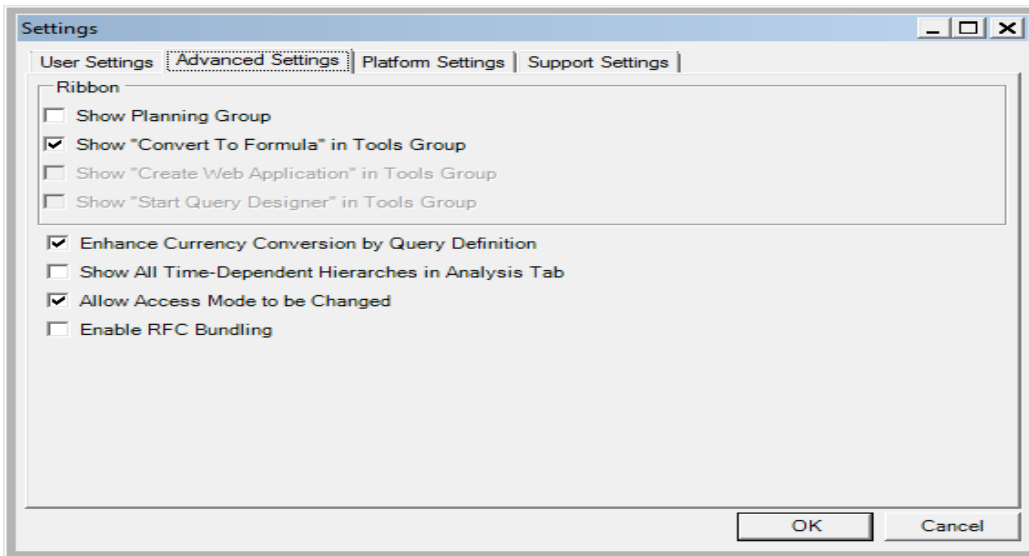 Settings
User Settings Advanced Settings Platform Settings Support Settings
Ribbon
Show Planning Group
Show "Convert To Formula" in Tools Group
Show "Create Web Application" in Tools Group
Show "Start Query Designer" in Tools Group
Enhance Currency Conversion by Query Definition
Show All Time-Dependent Hierarches in Analysis Tab
Allow Access Mode to be Changed
Enable RFC Bundling
OK Cancel